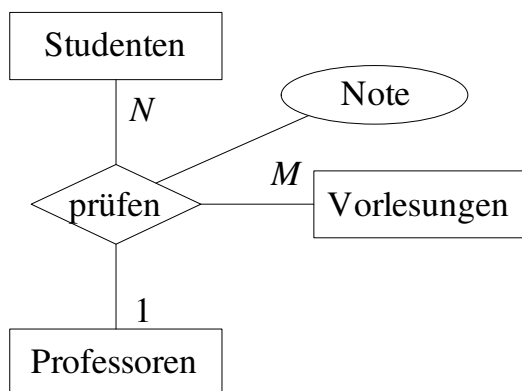 Studenten
Note
N
M
prüfen
Vorlesungen
1
Professoren